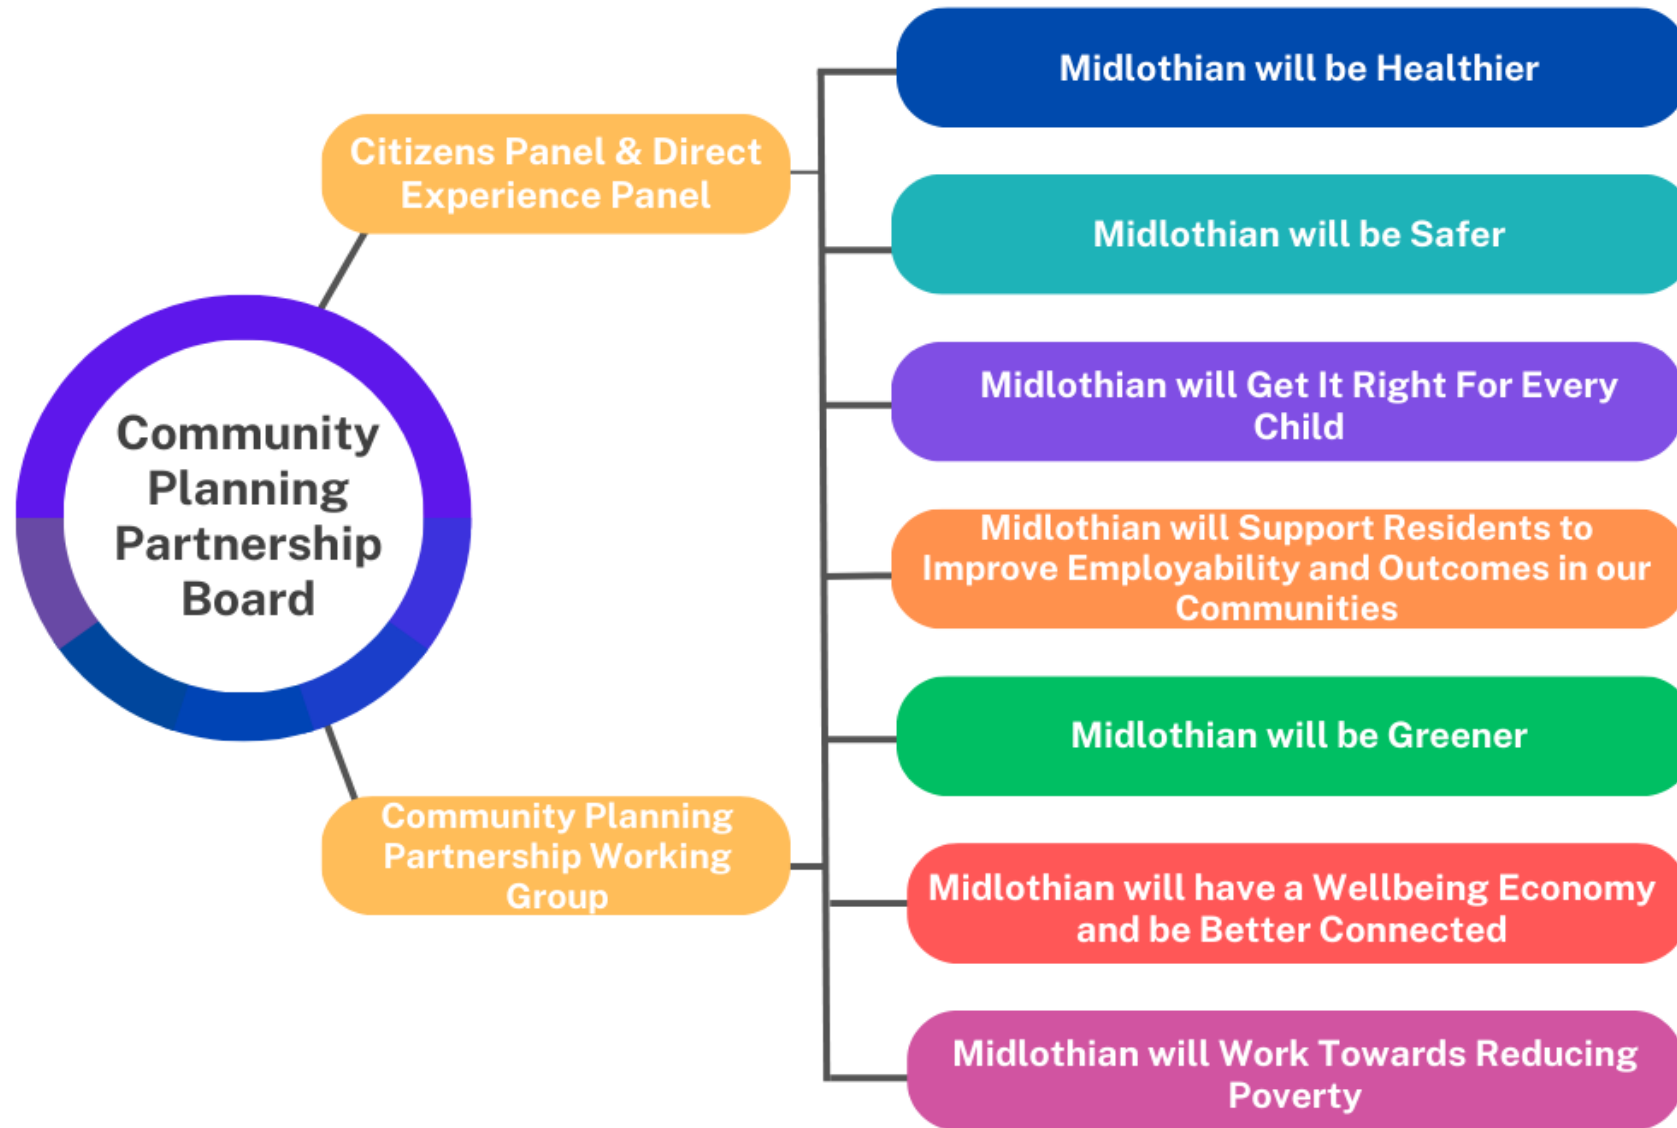 Community
Planning
Partnership
Board
Citizens Panel & Direct
Experience Panel
Community Planning
Partnership Working
Group
Midlothian will be Healthier
Midlothian will be Safer
Midlothian will Get It Right For Every
Child
Midlothian will Support Residents to
Improve Employability and Outcomes in our
Communities
Midlothian will be Greener
Midlothian will have a Wellbeing Economy
and be Better Connected
Midlothian will Work Towards Reducing
Poverty